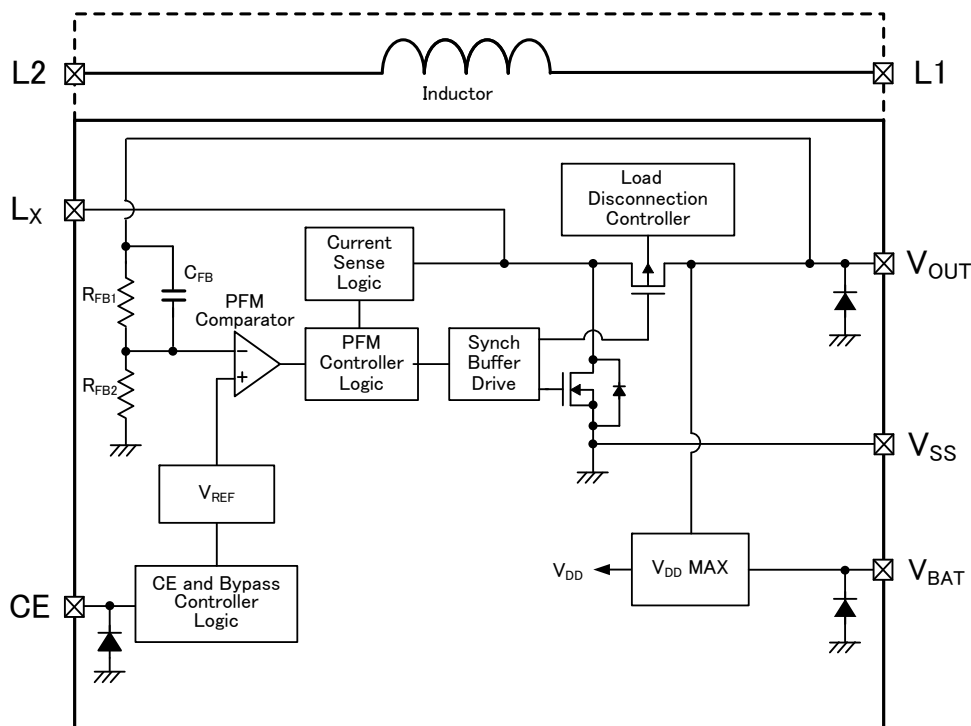 L2
L1
Inductor
Load
Disconnection
Controller
LX
Current
Sense
Logic
CFB
VOUT
RFB1
PFM
Comparator
PFM
Controller
Logic
Synch
Buffer
Drive
−
+
RFB2
VSS
VREF
VDD
VDD MAX
VBAT
CE and Bypass
Controller
Logic
CE